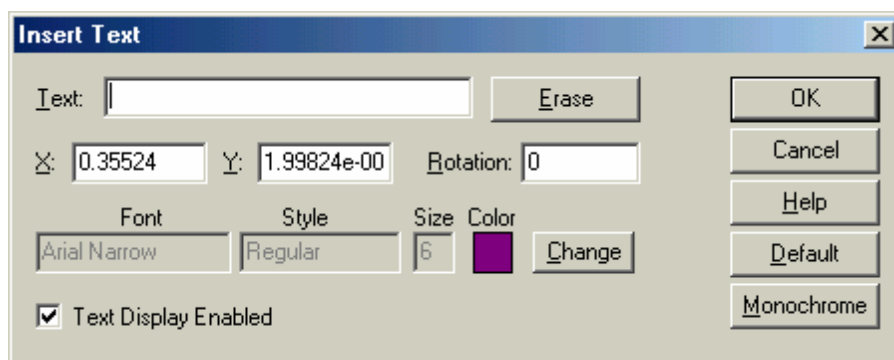 Insert Text
Text: Erase OK
X: 0.35524 Y: 1.99824e-00 Rotation: 0 Cancel
Help
Font Style Size Color
Arial Narrow Regular 6 Change Default
Text Display Enabled Monochrome